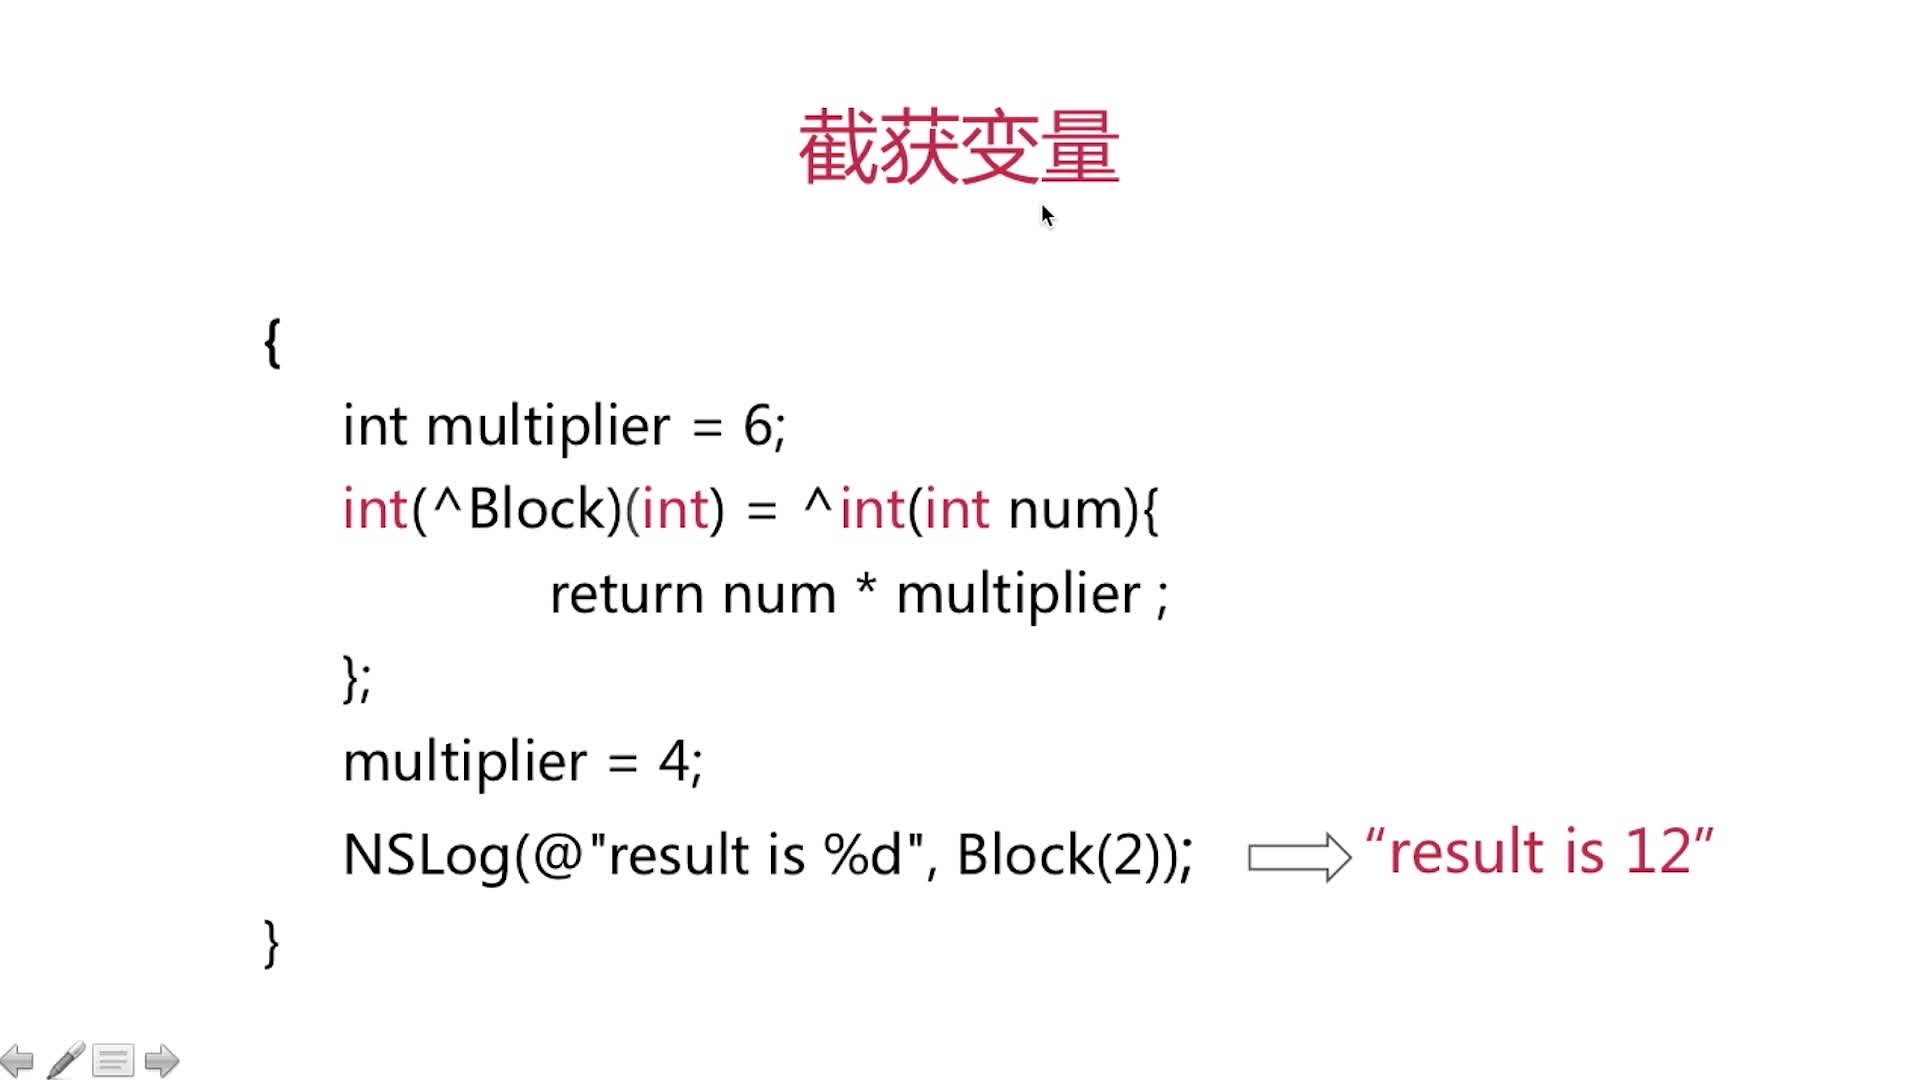 截获变量
{
int multiplier = 6;
int(^Block)(int) = ^int(int num){
return num * multiplier ;
};
multiplier = 4;
NSLog(@"result is %d", Block(2)); “result is 12”
}